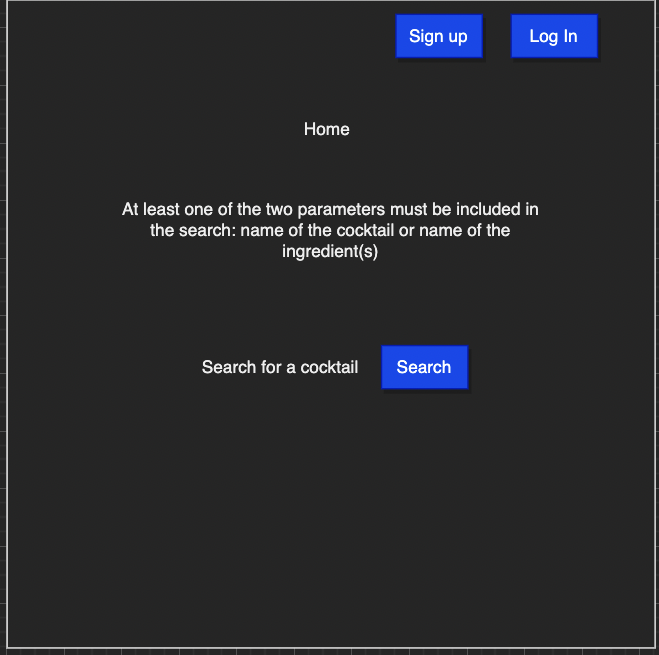 Sign up
Log In
Home
At least one of the two parameters must be included in
the search: name of the cocktail or name of the
ingredient(s)
Search for a cocktail
Search